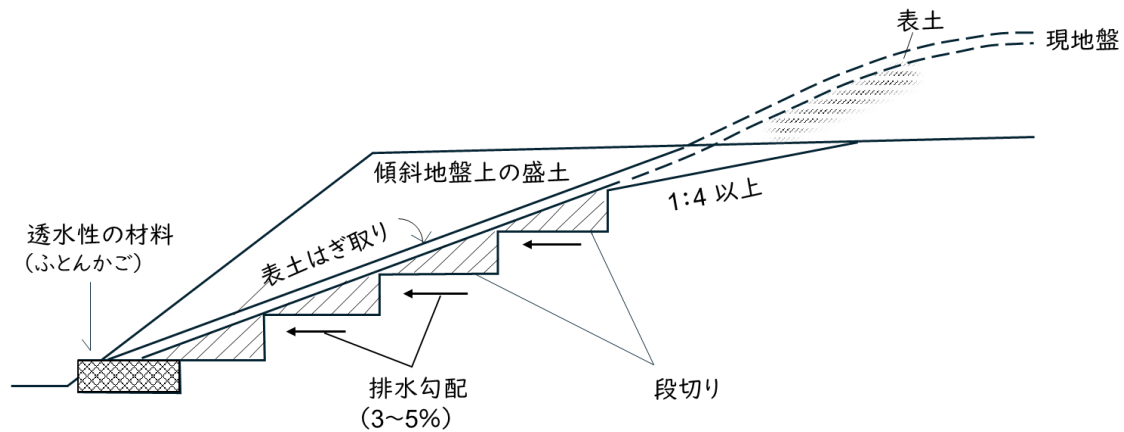 表土
現地盤
傾斜地盤上の盛土
1:4 以上
透水性の材料
(ふとんかご)
表土はぎ取り
排水勾配
(3~5%)
段切り